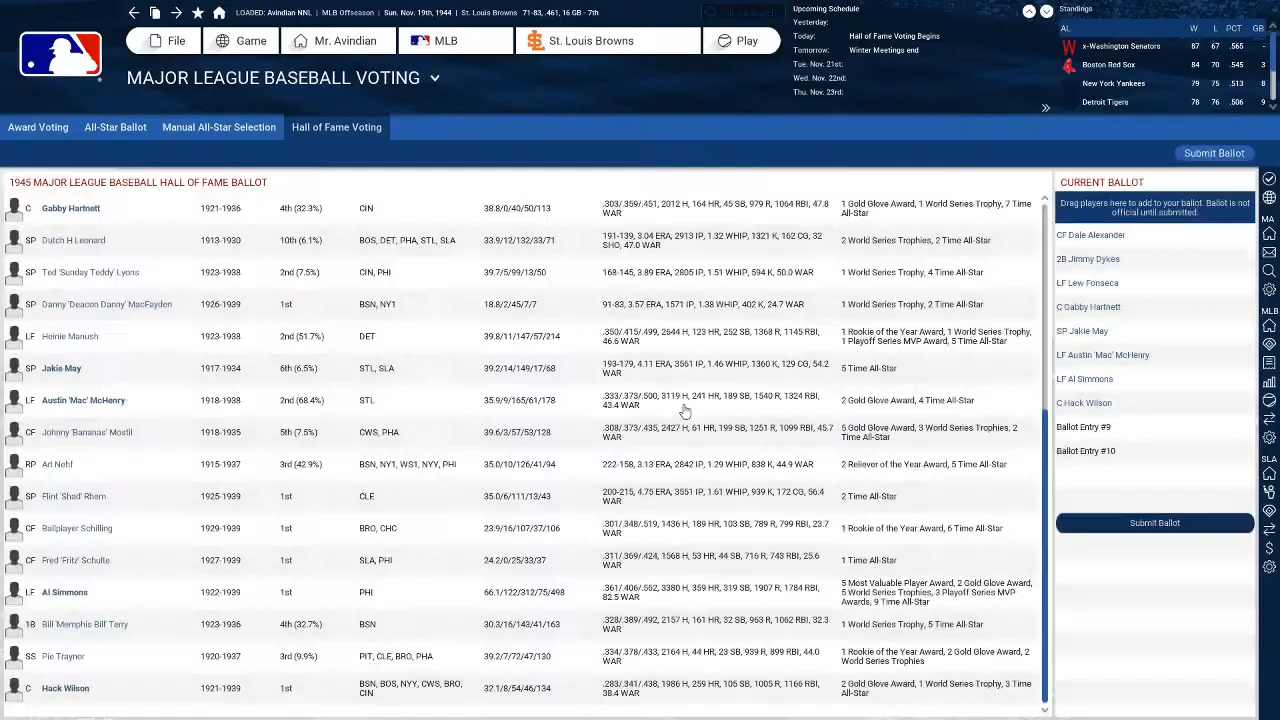 LOADED: Avindian NNL | MLB Offseason | Sun. Nov. 19th, 1944 | St. Louis Browns 71-83, .461, 16 GB - 7th
File
Game
Mr. Avindian
MLB
St. Louis Browns
Play
MAJOR LEAGUE BASEBALL VOTING
Upcoming Schedule
Yesterday:
Today: Hall of Fame Voting Begins
Tomorrow: Winter Meetings end
Tue. Nov. 21st:
Wed. Nov. 22nd:
Thu. Nov. 23rd:
Standings
AL W L PCT GB
x-Washington Senators 87 67 .565 -
Boston Red Sox 84 70 .545 3
New York Yankees 79 75 .513 8
Detroit Tigers 78 76 .506 9
Award Voting All-Star Ballot Manual All-Star Selection Hall of Fame Voting
Submit Ballot
1945 MAJOR LEAGUE BASEBALL HALL OF FAME BALLOT
C Gabby Hartnett 1921-1936 4th (32.3%) CIN 38.8/0/40/50/113 .303/.359/.451, 2012 H, 164 HR, 45 SB, 979 R, 1064 RBI, 47.8 WAR 1 Gold Glove Award, 1 World Series Trophy, 7 Time All-Star
SP Dutch H Leonard 1913-1930 10th (6.1%) BOS, DET, PHA, STL, SLA 33.9/12/132/33/71 191-139, 3.04 ERA, 2913 IP, 1.32 WHIP, 1321 K, 162 CG, 32 SHO, 47.0 WAR 2 World Series Trophies, 2 Time All-Star
SP Ted 'Sunday Teddy' Lyons 1923-1938 2nd (7.5%) CIN, PHI 39.7/5/99/13/50 168-145, 3.89 ERA, 2805 IP, 1.51 WHIP, 594 K, 50.0 WAR 1 World Series Trophy, 4 Time All-Star
SP Danny 'Deacon Danny' MacFayden 1926-1939 1st BSN, NY1 18.8/2/45/7/7 91-83, 3.57 ERA, 1571 IP, 1.38 WHIP, 402 K, 24.7 WAR 1 World Series Trophy, 2 Time All-Star
LF Heinie Manush 1923-1938 2nd (51.7%) DET 39.8/11/147/57/214 .350/.415/.499, 2644 H, 123 HR, 252 SB, 1368 R, 1145 RBI, 46.6 WAR 1 Rookie of the Year Award, 1 World Series Trophy, 1 Playoff Series MVP Award, 5 Time All-Star
SP Jakie May 1917-1934 6th (6.5%) STL, SLA 39.2/14/149/17/68 193-179, 4.11 ERA, 3551 IP, 1.46 WHIP, 1360 K, 129 CG, 54.2 WAR 5 Time All-Star
LF Austin 'Mac' McHenry 1918-1935 2nd (68.4%) STL 35.9/9/165/61/178 .333/.373/.500, 3119 H, 241 HR, 189 SB, 1540 R, 1324 RBI, 43.4 WAR 2 Gold Glove Award, 4 Time All-Star
CF Johnny 'Bananas' Mostil 1918-1935 5th (7.5%) CWS, PHA 39.6/3/57/53/128 .308/.373/.435, 2427 H, 61 HR, 199 SB, 1251 R, 1099 RBI, 45.7 WAR 5 Gold Glove Award, 3 World Series Trophies, 2 Time All-Star
RP Art Nehf 1915-1937 3rd (42.9%) BSN, NY1, WS1, NYY, PHI 35.0/10/126/41/94 222-158, 3.13 ERA, 2842 IP, 1.29 WHIP, 838 K, 44.9 WAR 2 Reliever of the Year Award, 5 Time All-Star
SP Flint 'Shad' Rhem 1925-1939 1st CLE 35.0/6/111/13/43 200-215, 4.75 ERA, 3551 IP, 1.61 WHIP, 939 K, 172 CG, 56.4 WAR 2 Time All-Star
CF Ballplayer Schilling 1929-1939 1st BRO, CHC 23.9/16/107/37/106 .301/.348/.519, 1436 H, 189 HR, 103 SB, 789 R, 799 RBI, 23.7 WAR 1 Rookie of the Year Award, 6 Time All-Star
CF Fred 'Fritz' Schulte 1927-1939 1st SLA, PHI 24.2/0/25/33/37 .311/.369/.424, 1568 H, 53 HR, 44 SB, 716 R, 743 RBI, 25.6 WAR 1 Time All-Star
LF Al Simmons 1922-1939 1st PHI 66.1/122/312/75/498 .361/.406/.562, 3380 H, 359 HR, 319 SB, 1907 R, 1784 RBI, 82.5 WAR 5 Most Valuable Player Award, 2 Gold Glove Award, 5 World Series Trophies, 3 Playoff Series MVP Awards, 9 Time All-Star
1B Bill 'Memphis Bill' Terry 1923-1936 4th (32.7%) BSN 30.3/16/143/41/163 .328/.389/.492, 2157 H, 161 HR, 32 SB, 963 R, 1062 RBI, 32.3 WAR 1 World Series Trophy, 5 Time All-Star
SS Pie Traynor 1920-1937 3rd (9.9%) PIT, CLE, BRO, PHA 39.2/7/72/47/130 .334/.378/.433, 2164 H, 44 HR, 23 SB, 939 R, 899 RBI, 44.0 WAR 1 Rookie of the Year Award, 2 Gold Glove Award, 2 World Series Trophies
C Hack Wilson 1921-1939 1st BSN, BOS, NYY, CWS, BRO, CIN 32.1/8/54/46/134 .283/.341/.438, 1986 H, 259 HR, 105 SB, 1005 R, 1166 RBI, 38.4 WAR 2 Gold Glove Award, 1 World Series Trophy, 3 Time All-Star
CURRENT BALLOT
Drag players here to add to your ballot. Ballot is not
official until submitted.
CF Dale Alexander
2B Jimmy Dykes
LF Lew Fonseca
C Gabby Hartnett
SP Jakie May
LF Austin 'Mac' McHenry
LF Al Simmons
C Hack Wilson
Ballot Entry #9
Ballot Entry #10
Submit Ballot
MA
MLB
SLA